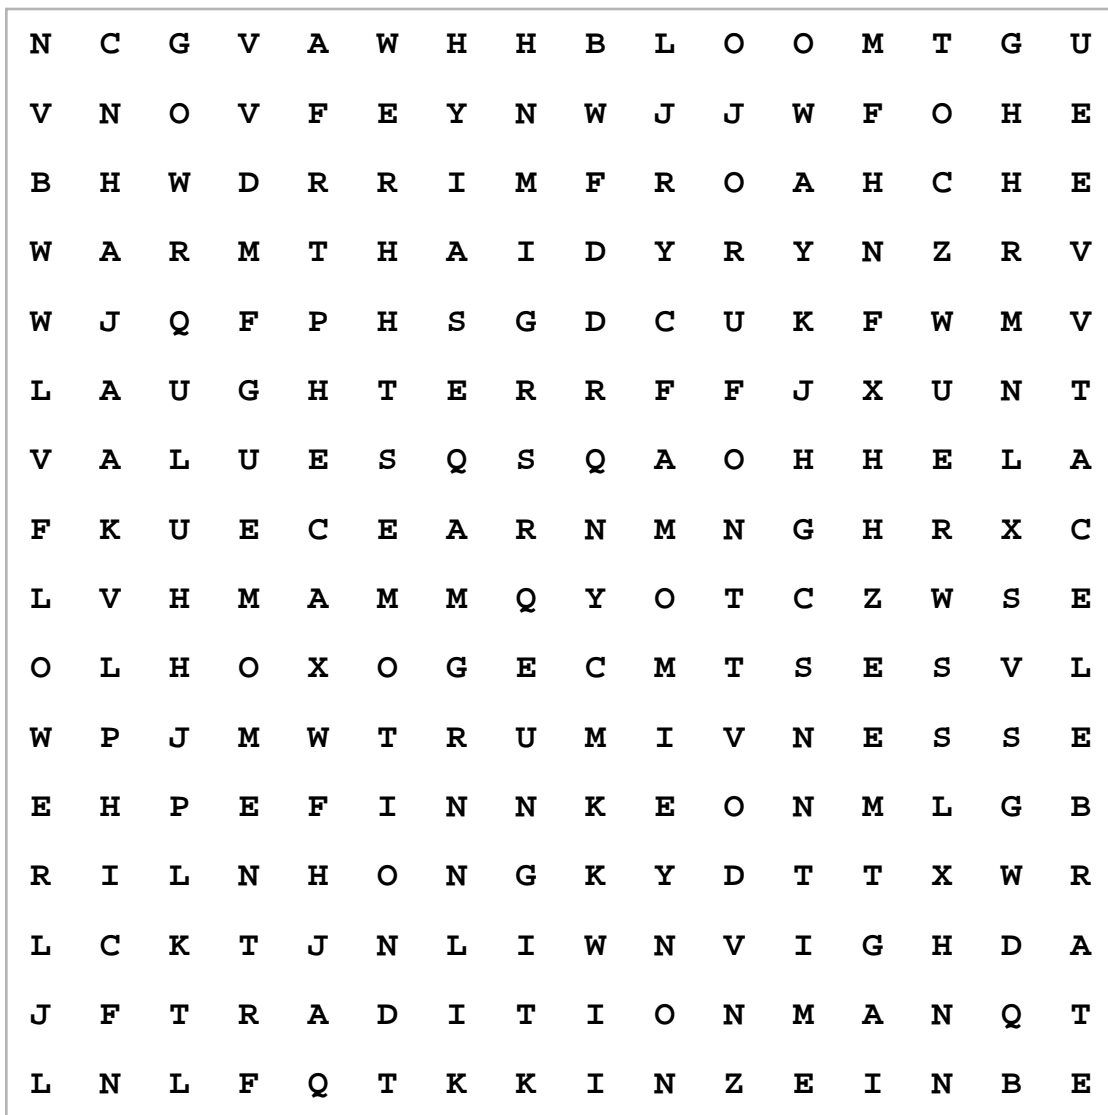 N C G V A W H H B L O O M T G U
V N O V F E Y N W J J W F O H E
B H W D R R I M F R O A H C H E
W A R M T H A I D Y R Y N Z R V
W J Q F P H S G D C U K F W M V
L A U G H T E R R F F J X U N T
V A L U E S Q S Q A O H H E L A
F K U E C E A R N M N G H R X C
L V H M A M M Q Y O T C Z W S E
O L H O X O G E C M T S E S V L
W P J M W T R U M I V N E S S E
E H P E F I N N K E O N M L G B
R I L N H O N G K Y D T T X W R
L C K T J N L I W N V I G H D A
J F T R A D I T I O N M A N Q T
L N L F Q T K K I N Z E I N B E